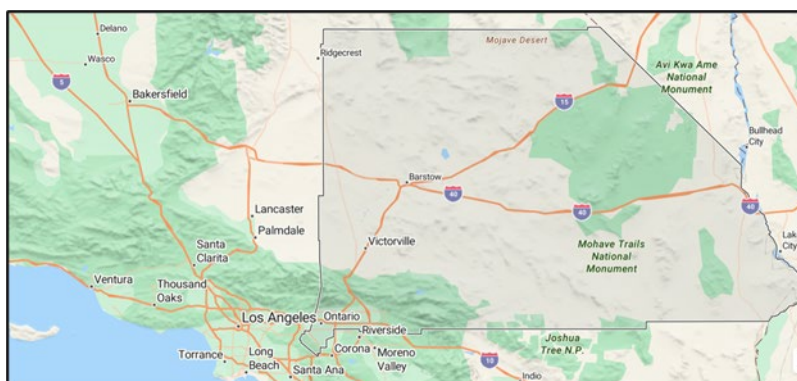 Delano
Wasco
5
Bakersfield
Ridgecrest
Mojave Desert
Avi Kwa Ame
National
Monument
15
Bullhead
City
Barstow
40
40
40
Lancaster
Palmdale
Victorville
Mohave Trails
National
Monument
City
Santa
Clarita
Ventura
Thousand
Oaks
Los Angeles
Ontario
Riverside
Torrance
Long
Beach
Santa Ana
Corona
Moreno
Valley
10
Joshua
Tree N.P.
Indio